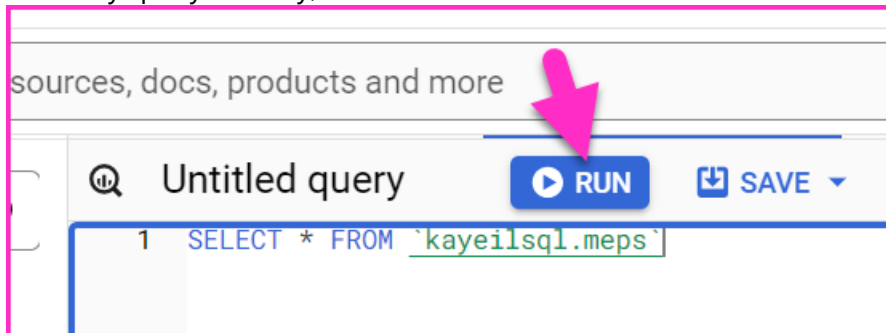 sources, docs, products and more
Untitled query RUN SAVE
1 SELECT * FROM `kayeilsql.meps`